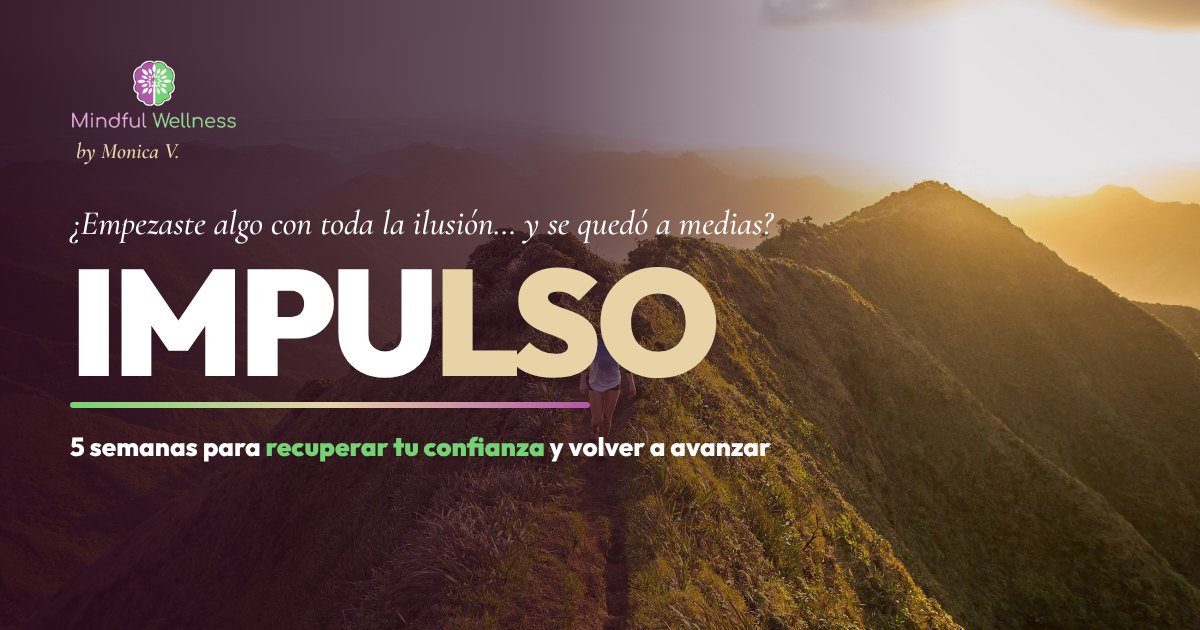 Mindful Wellness
by Monica V.
¿Empezaste algo con toda la ilusión... y se quedó a medias?
IMPULSO
5 semanas para recuperar tu confianza y volver a avanzar